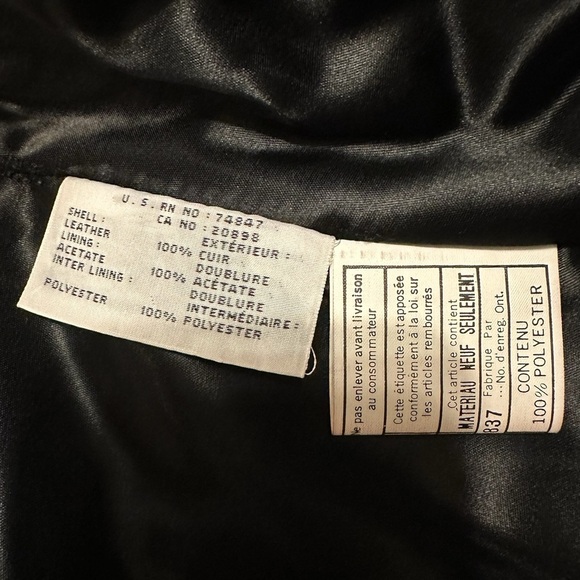 U.S. RN NO : 74847
CA NO : 20898
SHELL : EXTÉRIEUR :
LEATHER 100% CUIR
LINING : DOUBLURE
ACETATE 100% ACÉTATE
INTER LINING : DOUBLURE
INTERMÉDIAIRE :
POLYESTER 100% POLYESTER
pas enlever avant livraison
au consommateur
Cette étiquette est apposée
conformément à la loi sur
les articles rembourrés
Cet article contient
MATERIAU NEUF SEULEMENT
Fabrique Par
837 ...No. d'enreg. Ont.
CONTENU
100% POLYESTER